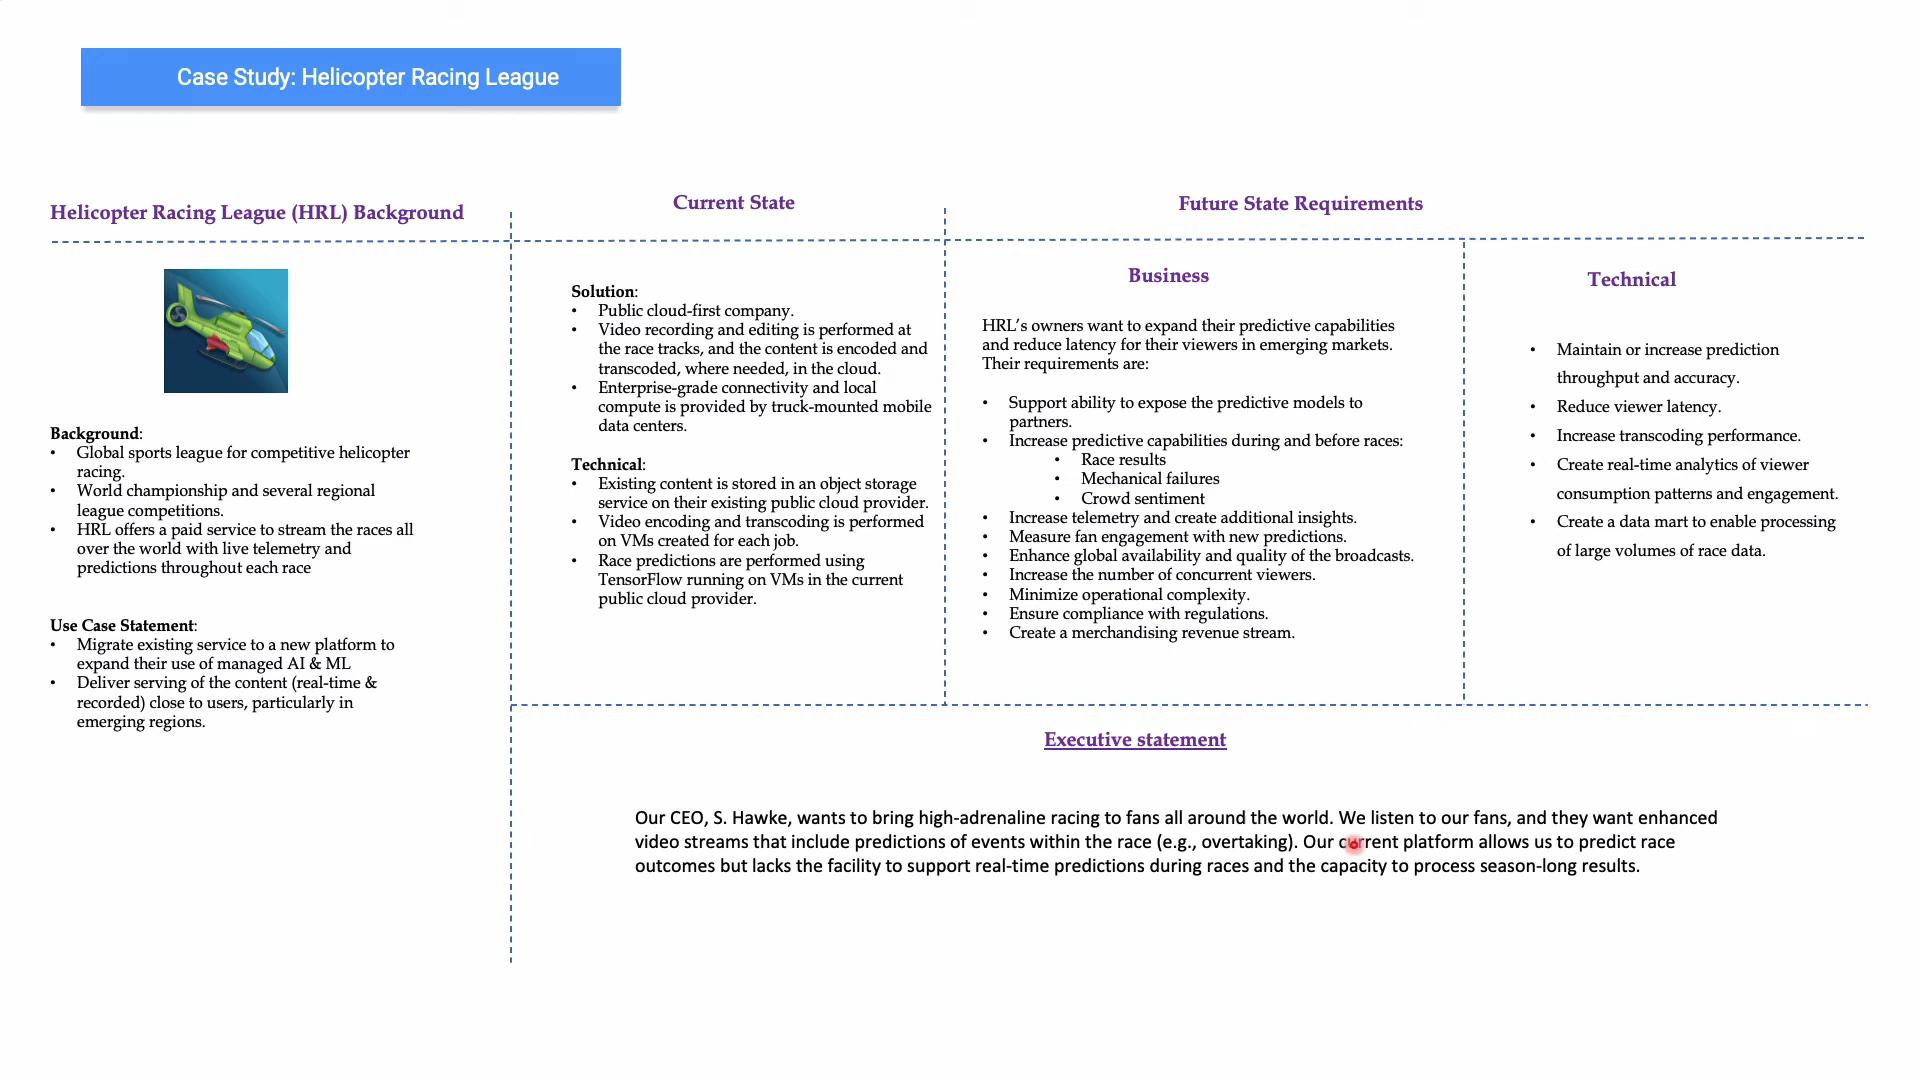 Case Study: Helicopter Racing League
Helicopter Racing League (HRL) Background
Background:
• Global sports league for competitive helicopter
racing.
• World championship and several regional
league competitions.
• HRL offers a paid service to stream the races all
over the world with live telemetry and
predictions throughout each race
Use Case Statement:
• Migrate existing service to a new platform to
expand their use of managed AI & ML
• Deliver serving of the content (real-time &
recorded) close to users, particularly in
emerging regions.
Current State
Solution:
• Public cloud-first company.
• Video recording and editing is performed at
the race tracks, and the content is encoded and
transcoded, where needed, in the cloud.
• Enterprise-grade connectivity and local
compute is provided by truck-mounted mobile
data centers.
Technical:
• Existing content is stored in an object storage
service on their existing public cloud provider.
• Video encoding and transcoding is performed
on VMs created for each job.
• Race predictions are performed using
TensorFlow running on VMs in the current
public cloud provider.
Future State Requirements
Business
HRL's owners want to expand their predictive capabilities
and reduce latency for their viewers in emerging markets.
Their requirements are:
• Support ability to expose the predictive models to
partners.
• Increase predictive capabilities during and before races:
• Race results
• Mechanical failures
• Crowd sentiment
• Increase telemetry and create additional insights.
• Measure fan engagement with new predictions.
• Enhance global availability and quality of the broadcasts.
• Increase the number of concurrent viewers.
• Minimize operational complexity.
• Ensure compliance with regulations.
• Create a merchandising revenue stream.
Technical
• Maintain or increase prediction
throughput and accuracy.
• Reduce viewer latency.
• Increase transcoding performance.
• Create real-time analytics of viewer
consumption patterns and engagement.
• Create a data mart to enable processing
of large volumes of race data.
Executive statement
Our CEO, S. Hawke, wants to bring high-adrenaline racing to fans all around the world. We listen to our fans, and they want enhanced
video streams that include predictions of events within the race (e.g., overtaking). Our current platform allows us to predict race
outcomes but lacks the facility to support real-time predictions during races and the capacity to process season-long results.